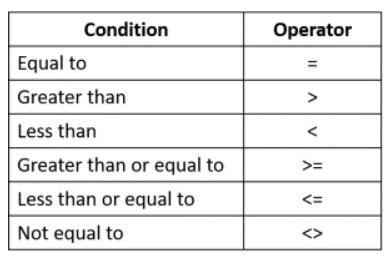 Condition Operator
Equal to =
Greater than >
Less than <
Greater than or equal to >=
Less than or equal to <=
Not equal to <>